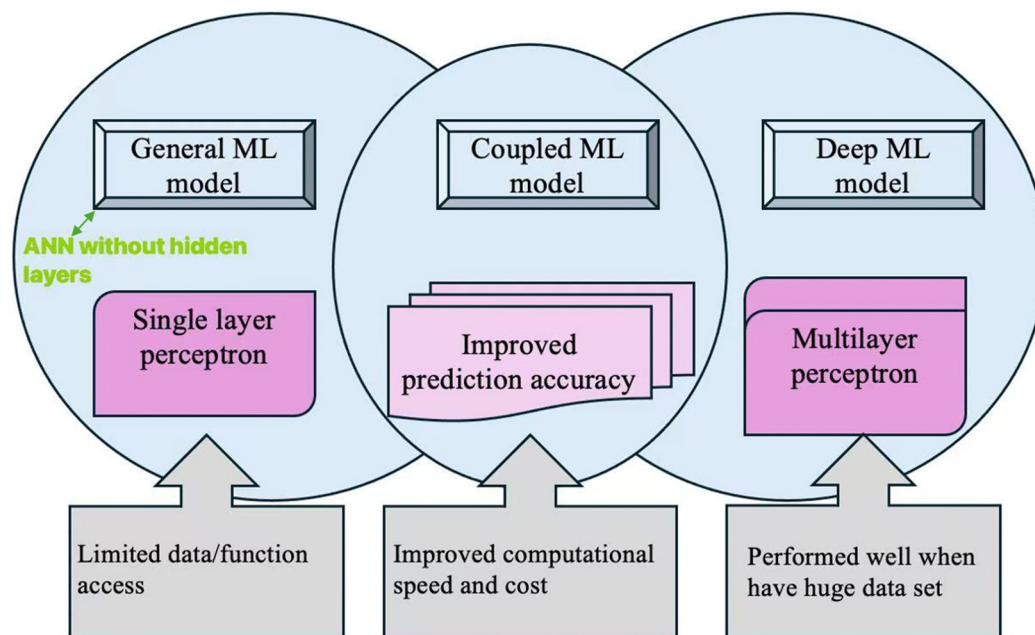 General ML
model
Coupled ML
model
Deep ML
model
ANN without hidden
layers
Single layer
perceptron
Improved
prediction accuracy
Multilayer
perceptron
Limited data/function
access
Improved computational
speed and cost
Performed well when
have huge data set